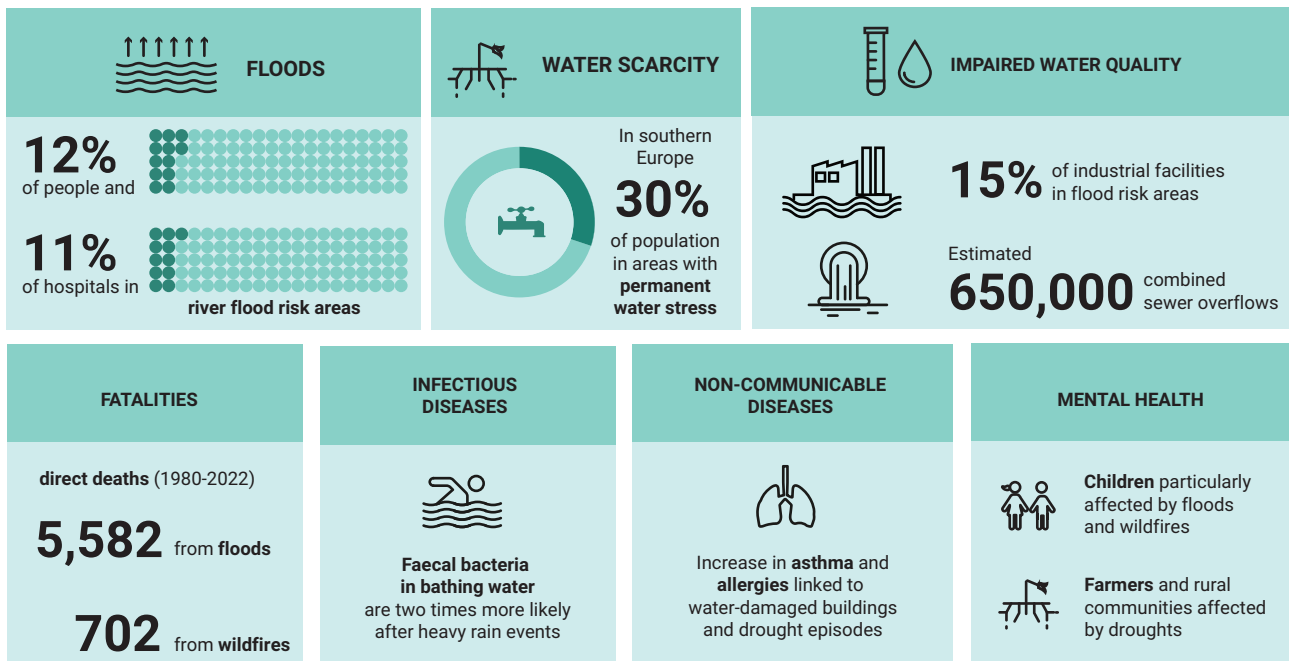 FLOODS
12%
of people and
11%
of hospitals in
river flood risk areas
WATER SCARCITY
In southern
Europe
30%
of population
in areas with
permanent
water stress
IMPAIRED WATER QUALITY
15% of industrial facilities
in flood risk areas
Estimated
650,000 combined
sewer overflows
FATALITIES
direct deaths (1980-2022)
5,582 from floods
702 from wildfires
INFECTIOUS
DISEASES
Faecal bacteria
in bathing water
are two times more likely
after heavy rain events
NON-COMMUNICABLE
DISEASES
Increase in asthma and
allergies linked to
water-damaged buildings
and drought episodes
MENTAL HEALTH
Children particularly
affected by floods
and wildfires
Farmers and rural
communities affected
by droughts